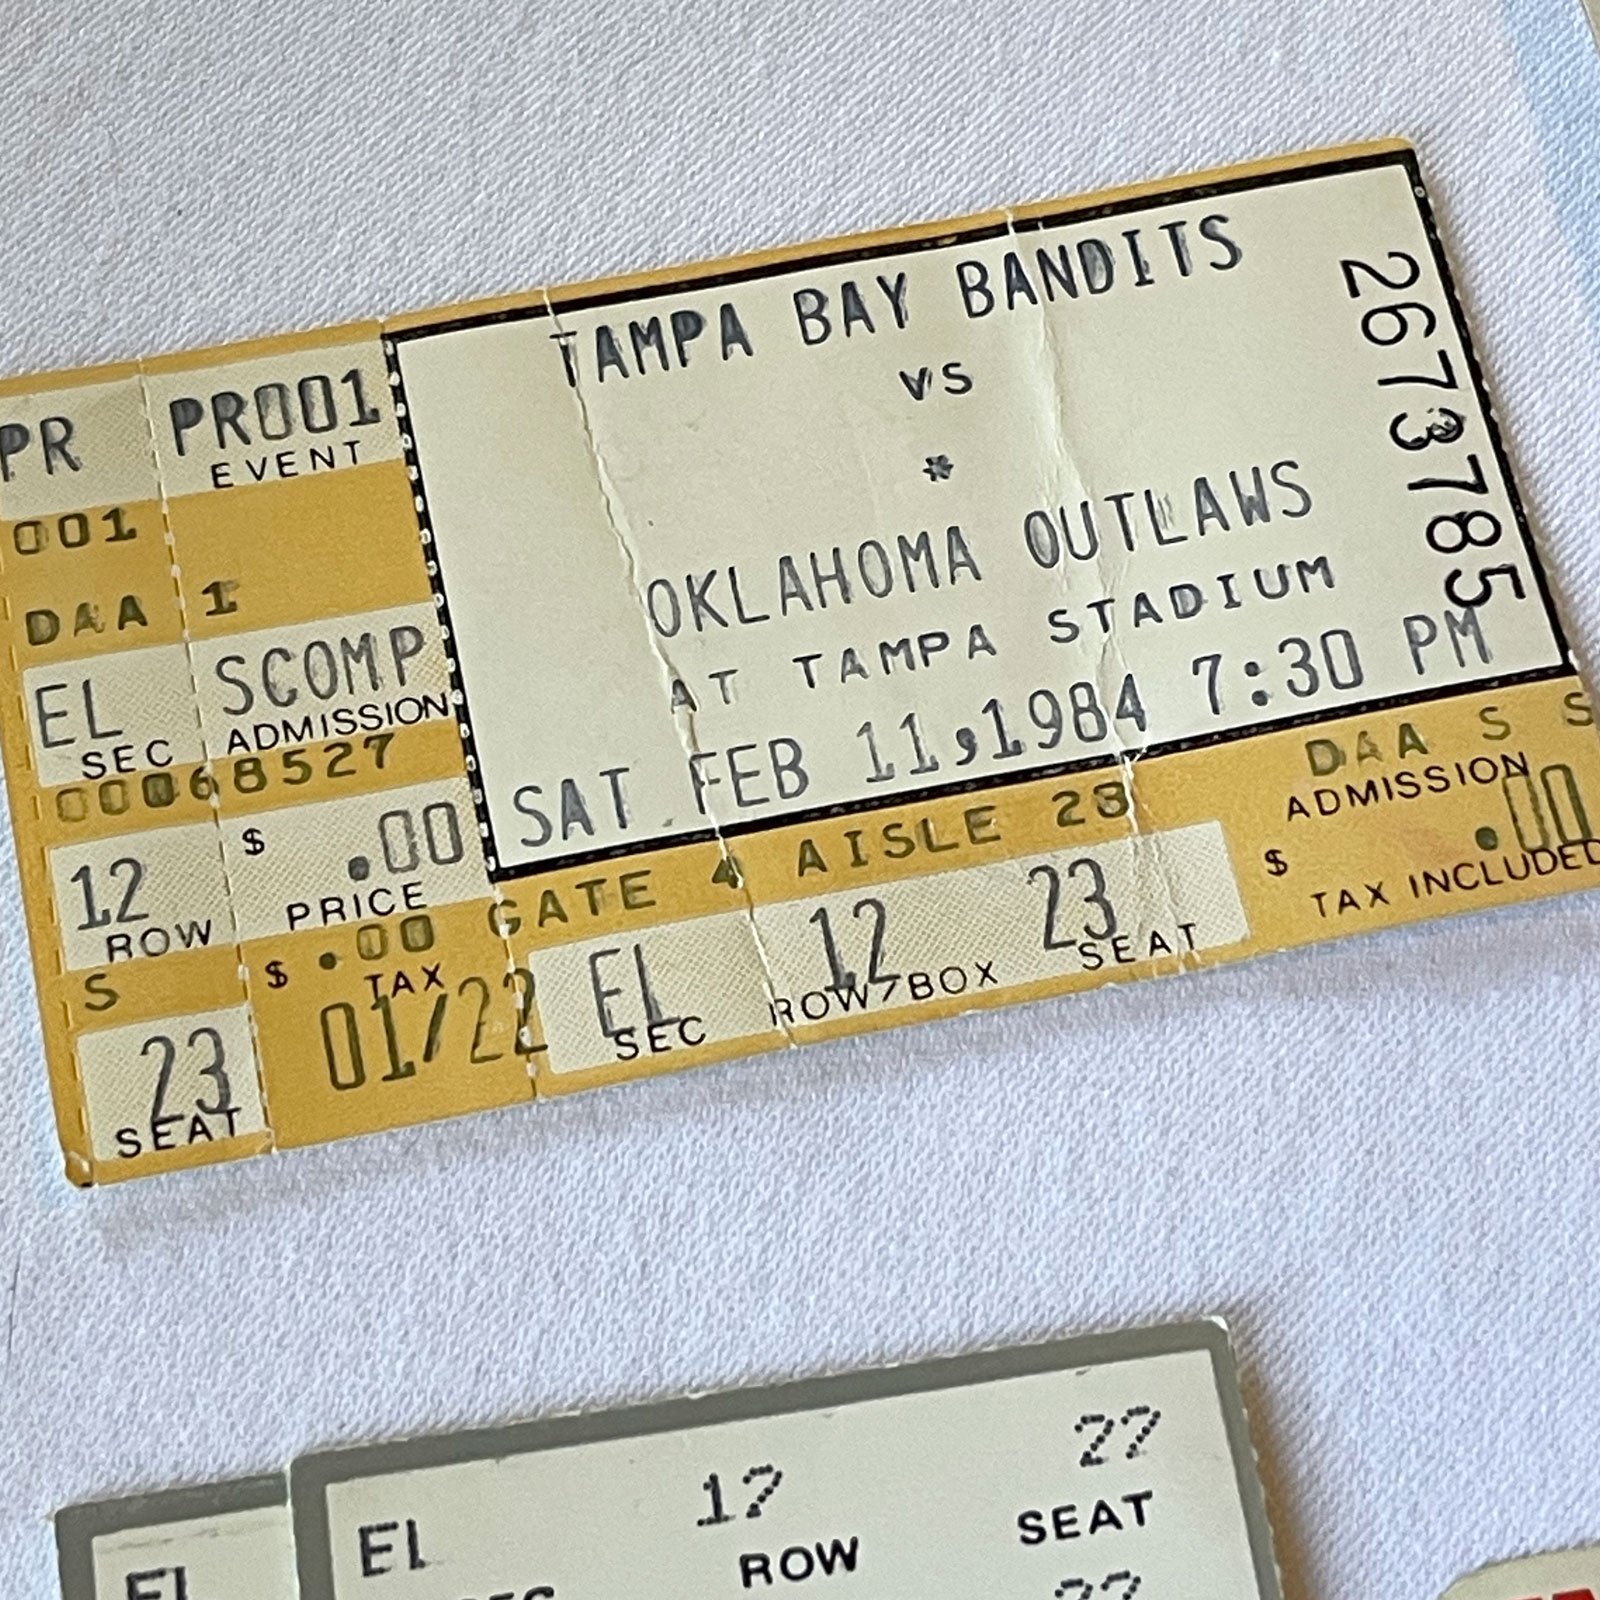 PR PR001
EVENT
001
DAA 1
EL SCOMP
SEC ADMISSION
00068527
12 $ .00
ROW PRICE
S $ .00
TAX
23 01/22
SEAT
TAMPA BAY BANDITS
VS
*
OKLAHOMA OUTLAWS
AT TAMPA STADIUM
SAT FEB 11,1984 7:30 PM
2673785
GATE 4 AISLE 28 DAA S S
ADMISSION
EL 12 23 $ .00
SEC ROW/BOX SEAT TAX INCLUDED
EL 12 27
ROW SEAT
EL